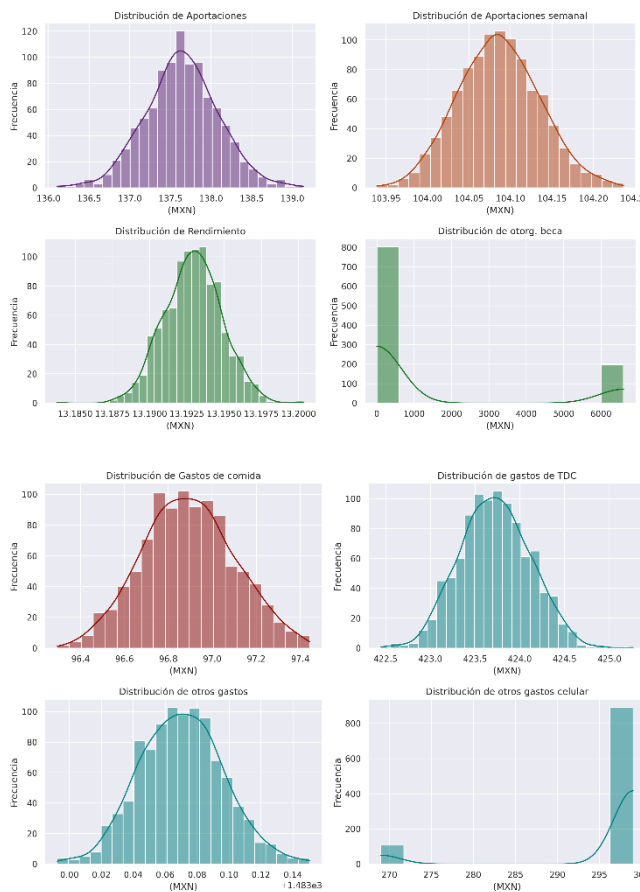 Distribución de Aportaciones
Frecuencia
120
100
80
60
40
20
0
136.0 136.5 137.0 137.5 138.0 138.5 139.0
(MXN)
Distribución de Aportaciones semanal
Frecuencia
100
80
60
40
20
0
103.95 104.00 104.05 104.10 104.15 104.20
(MXN)
Distribución de Rendimiento
Frecuencia
100
80
60
40
20
0
13.1850 13.1875 13.1900 13.1925 13.1950 13.1975 13.2000
(MXN)
Distribución de otorg. beca
Frecuencia
800
700
600
500
400
300
200
100
0
0 1000 2000 3000 4000 5000 6000
(MXN)
Distribución de Gastos de comida
Frecuencia
100
80
60
40
20
0
96.4 96.6 96.8 97.0 97.2 97.4
(MXN)
Distribución de gastos de TDC
Frecuencia
100
80
60
40
20
0
422.5 423.0 423.5 424.0 424.5 425.0
(MXN)
Distribución de otros gastos
Frecuencia
100
80
60
40
20
0
0.00 0.02 0.04 0.06 0.08 0.10 0.12 0.14
+1.483e3
(MXN)
Distribución de otros gastos celular
Frecuencia
800
600
400
200
0
270 275 280 285 290 295
(MXN)